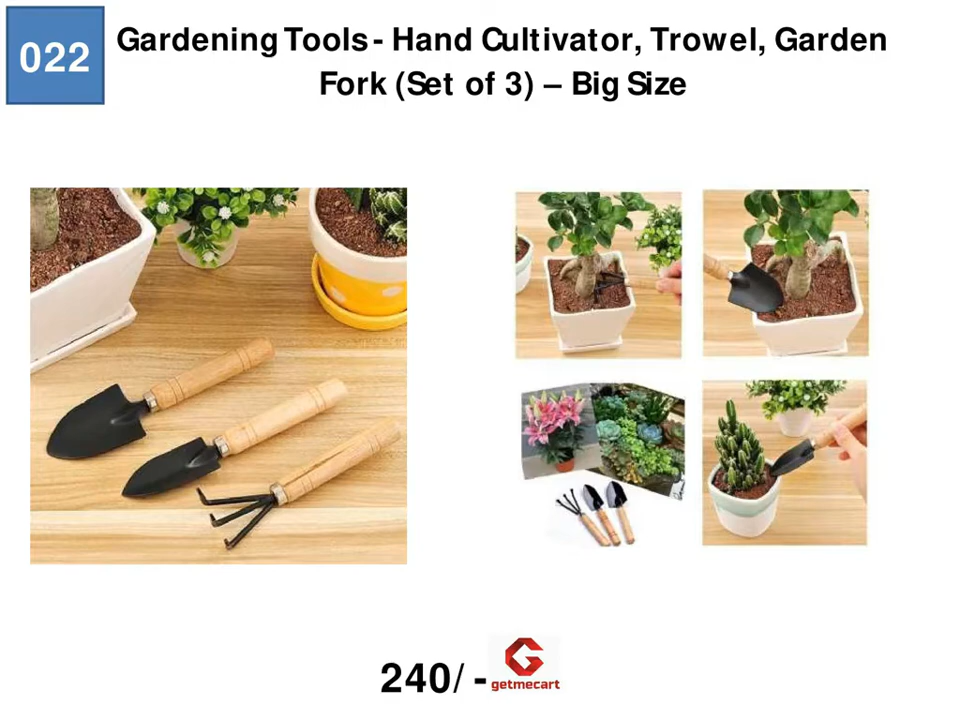 022
Gardening Tools - Hand Cultivator, Trowel, Garden
Fork (Set of 3) – Big Size
240/-
getmecart